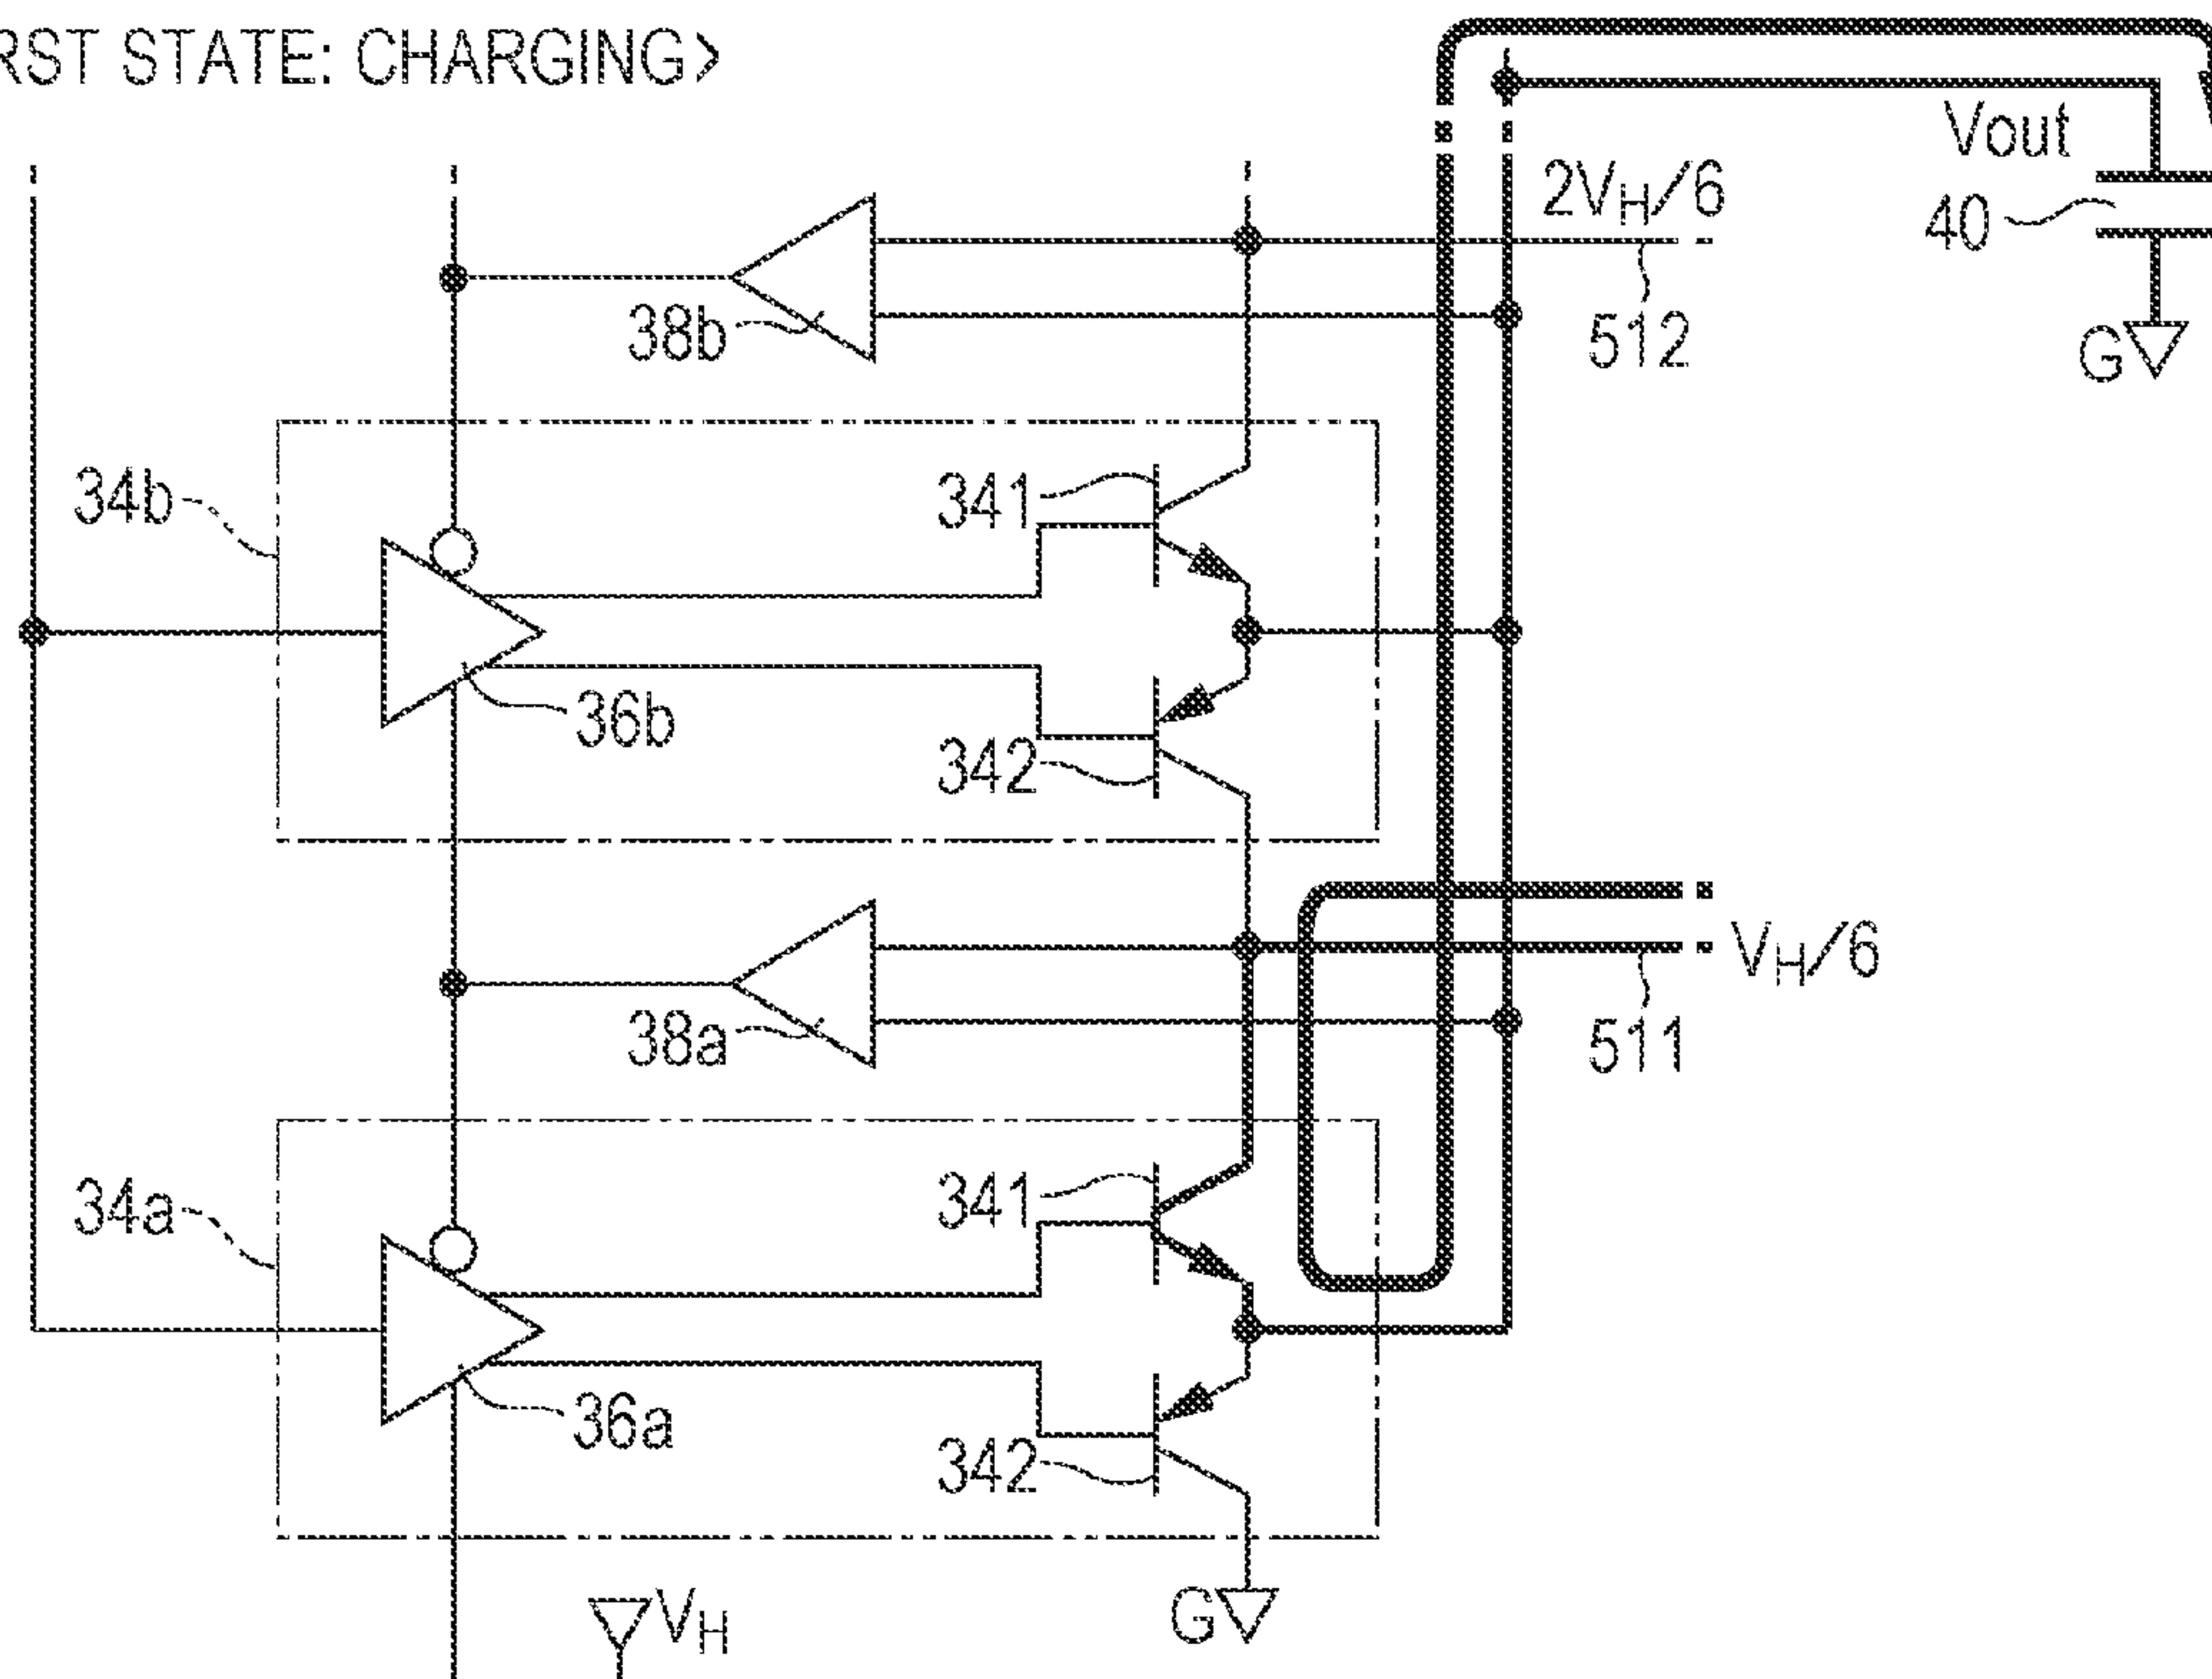 RST STATE: CHARGING>
Vout
2VH/6
40
38b
512
G
34b
341
36b
342
VH/6
38a
511
34a
341
36a
342
VH
G